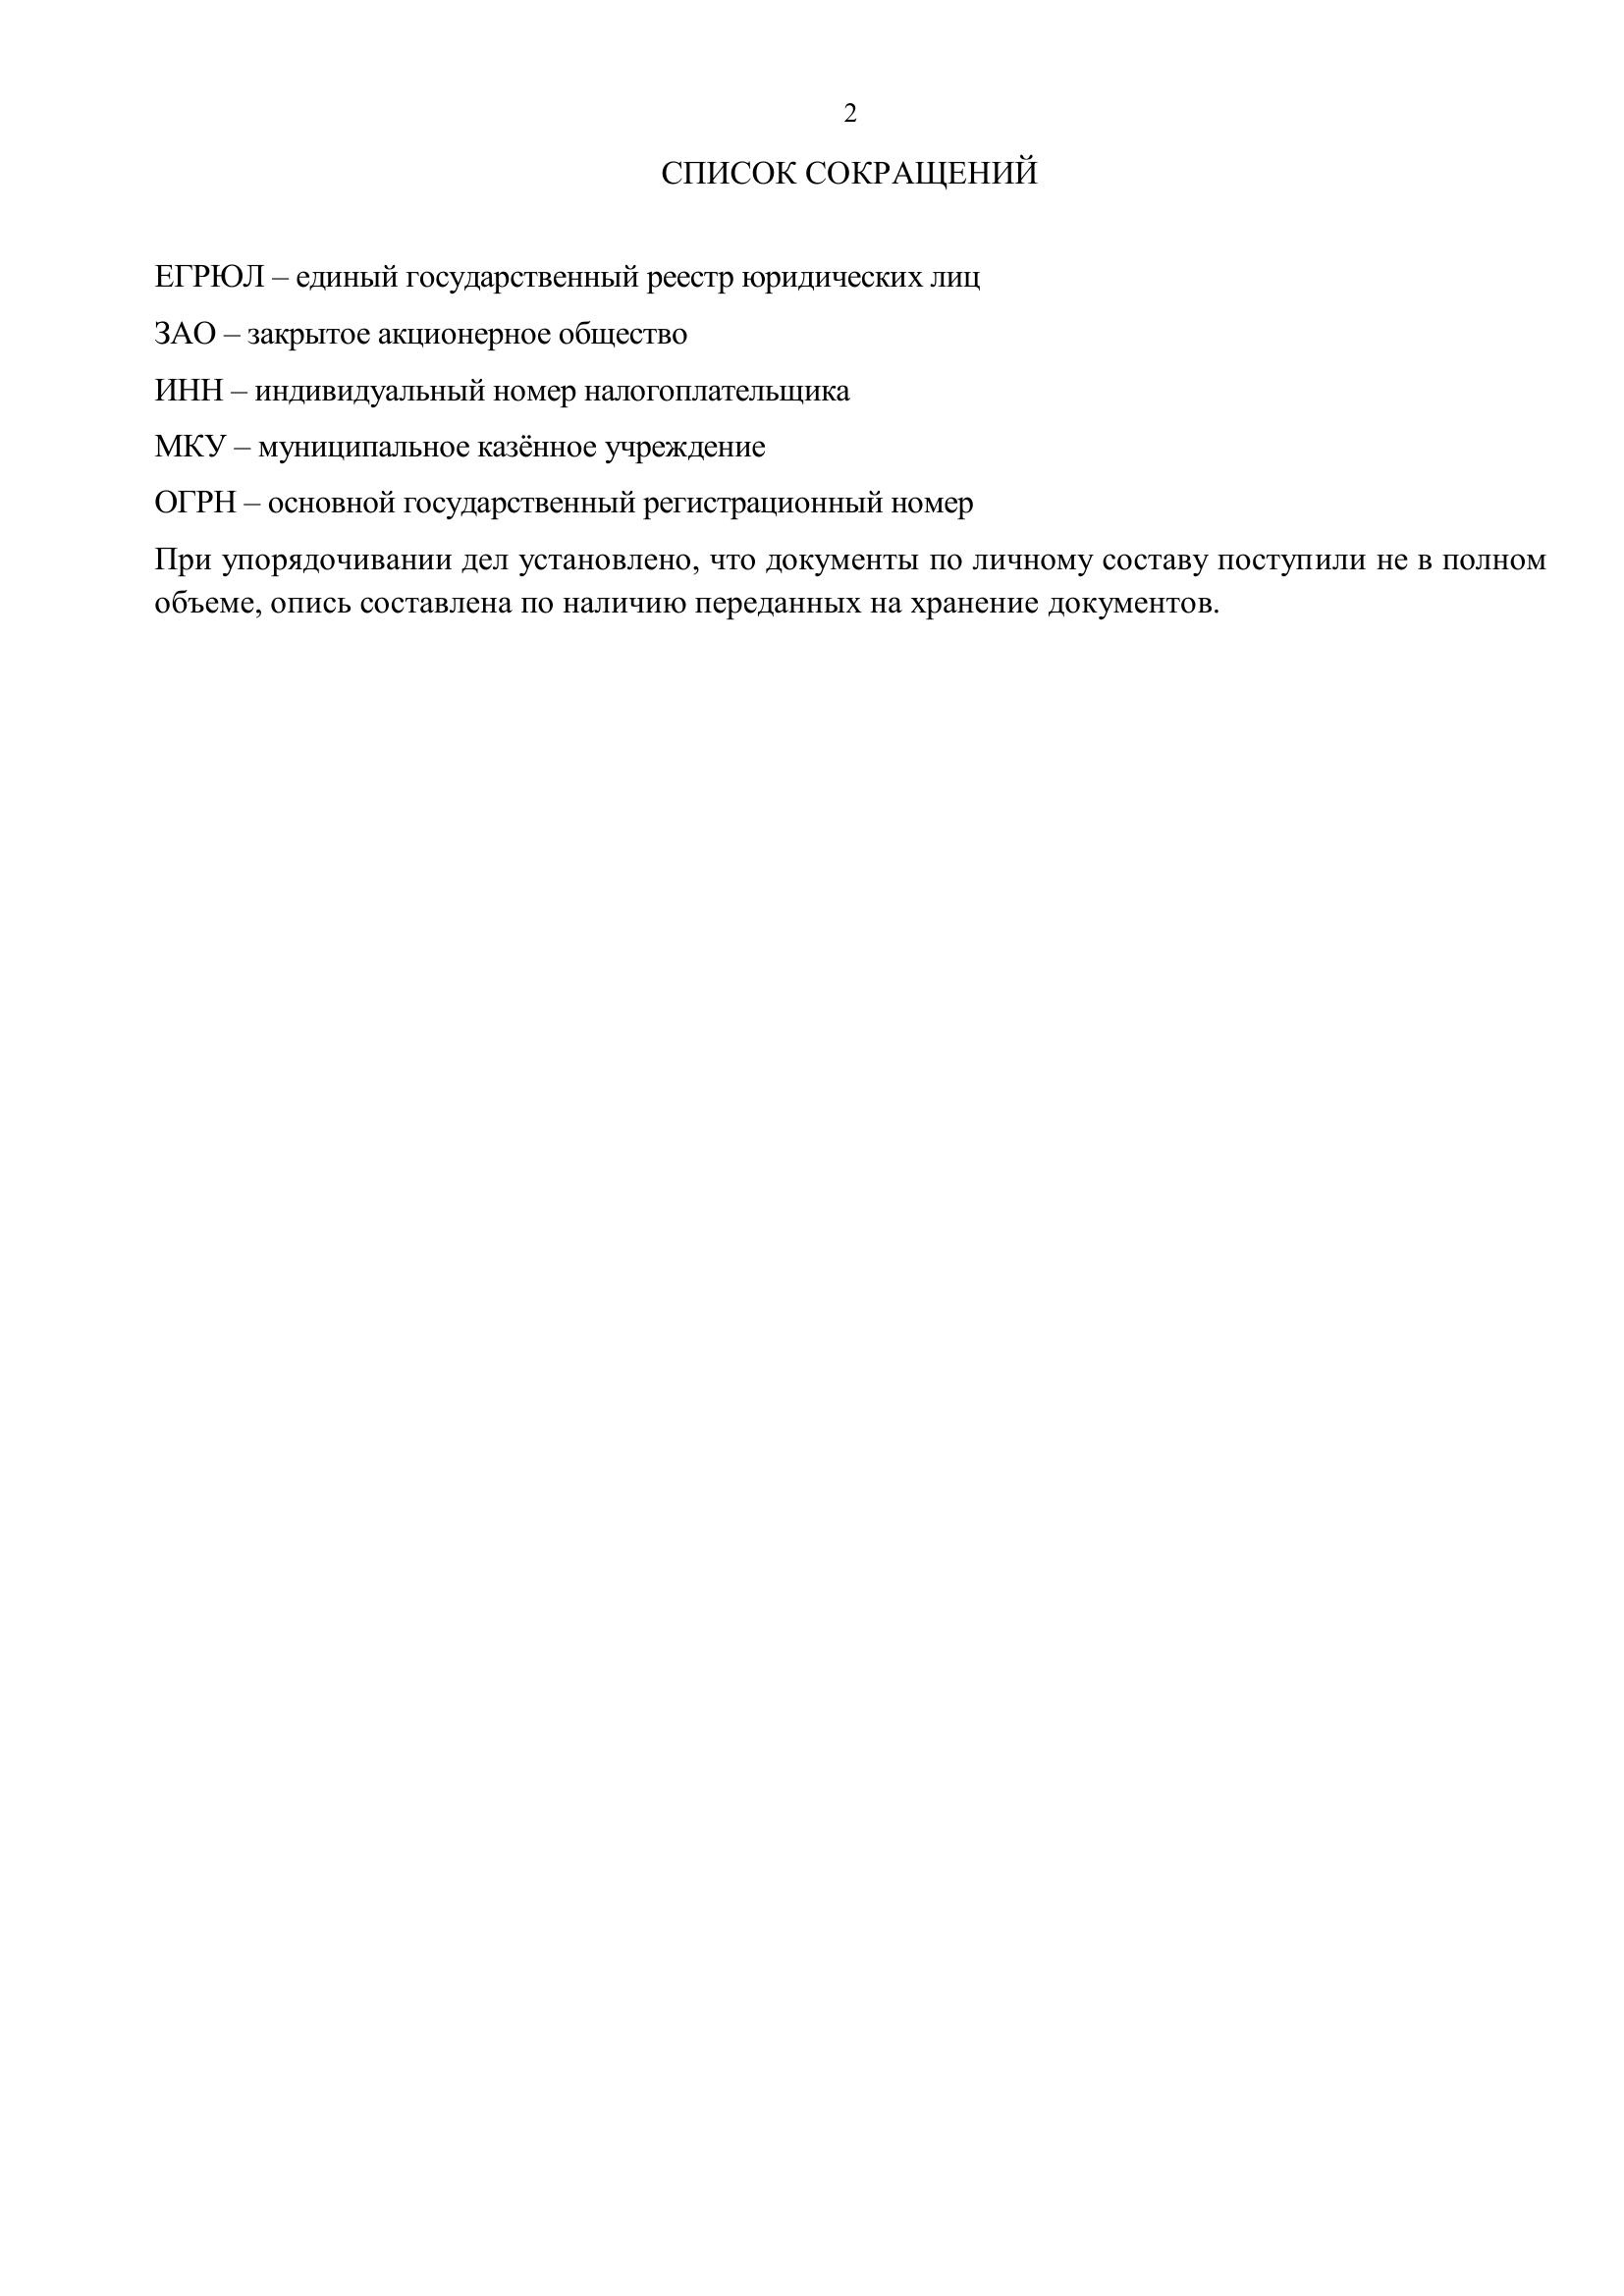 2
СПИСОК СОКРАЩЕНИЙ
ЕГРЮЛ – единый государственный реестр юридических лиц
ЗАО – закрытое акционерное общество
ИНН – индивидуальный номер налогоплательщика
МКУ – муниципальное казённое учреждение
ОГРН – основной государственный регистрационный номер
При упорядочивании дел установлено, что документы по личному составу поступили не в полном
объеме, опись составлена по наличию переданных на хранение документов.